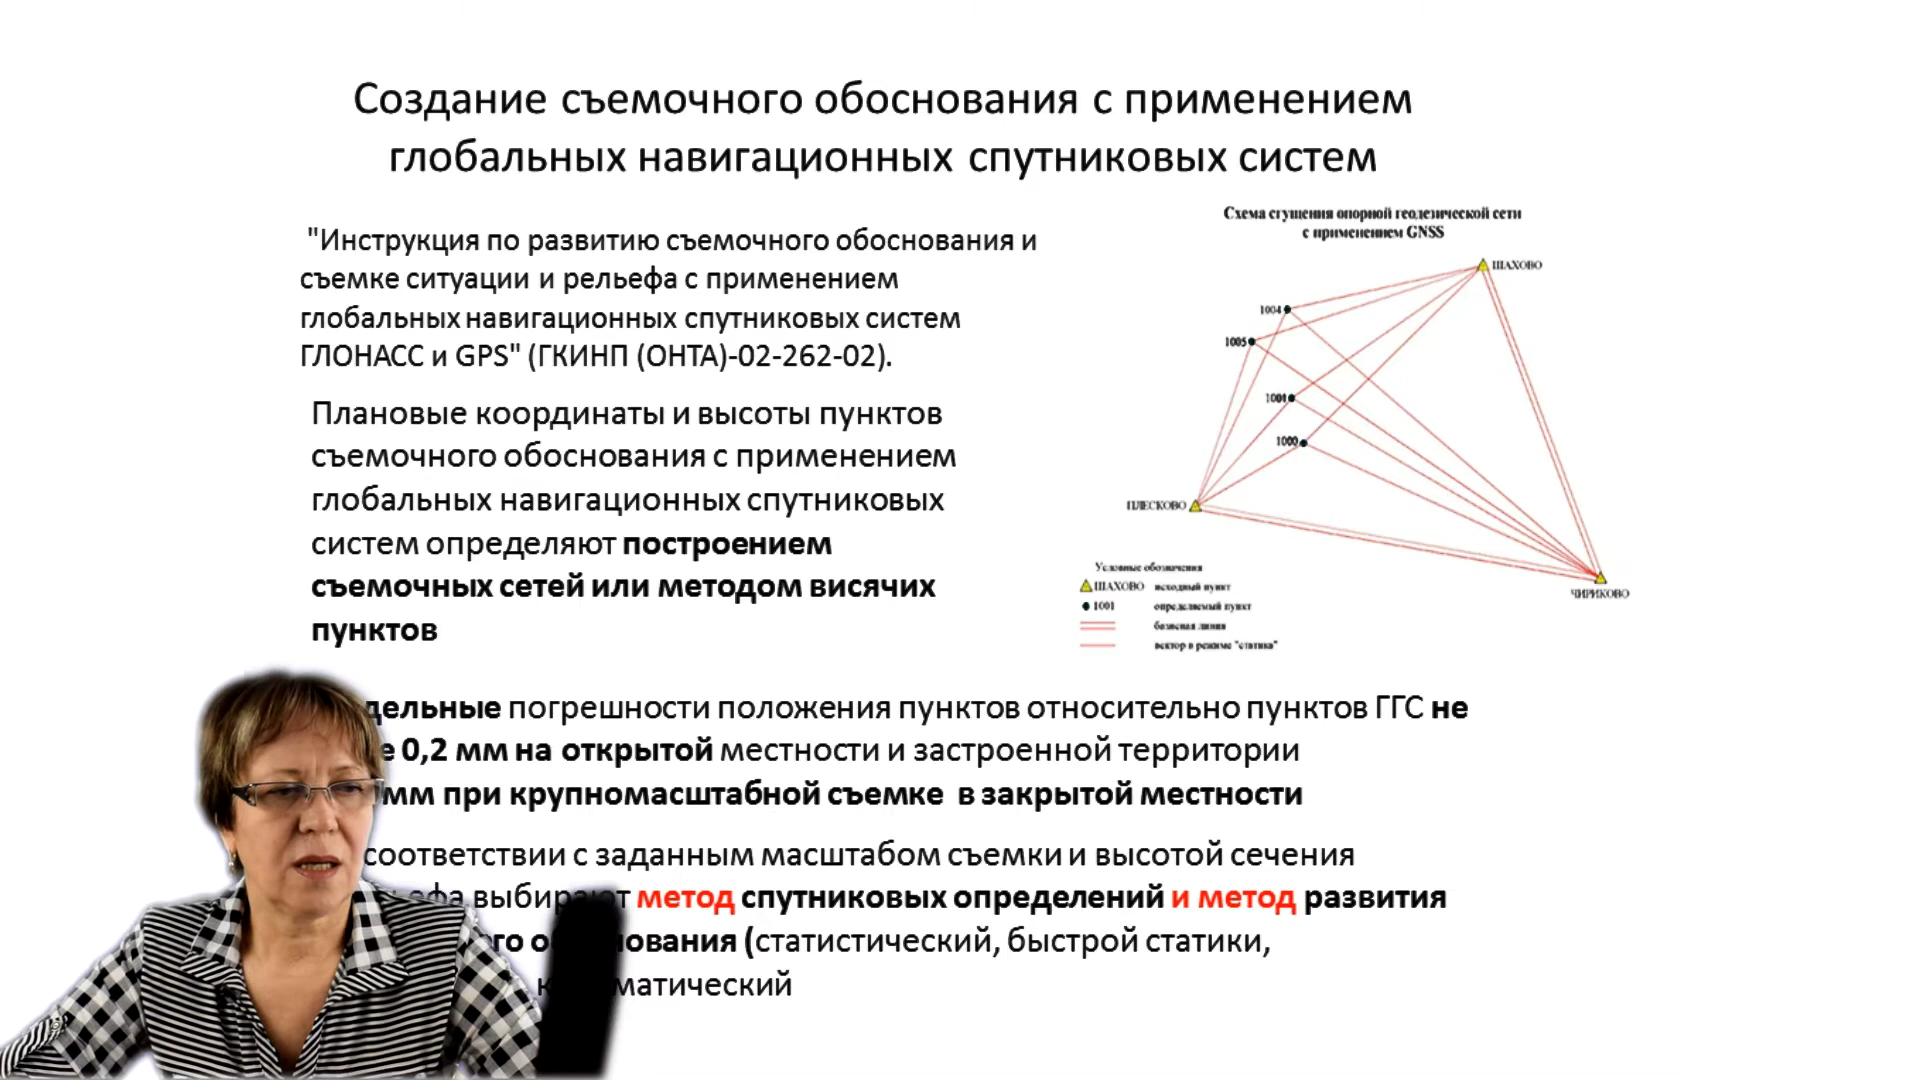 Создание съемочного обоснования с применением
глобальных навигационных спутниковых систем
"Инструкция по развитию съемочного обоснования и
съемке ситуации и рельефа с применением
глобальных навигационных спутниковых систем
ГЛОНАСС и GPS" (ГКИНП (ОНТА)-02-262-02).
Плановые координаты и высоты пунктов
съемочного обоснования с применением
глобальных навигационных спутниковых
систем определяют построением
съемочных сетей или методом висячих
пунктов
Схема сгущения опорной геодезической сети
с применением GNSS
ШАХОВО
1004
1005
1001
1000
ПЛЕСКОВО
ЧИРИКОВО
Условные обозначения
ШАХОВО исходный пункт
1001 определяемый пункт
базисная линия
вектор в режиме "статика"
погрешности положения пунктов относительно пунктов ГГС не
0,2 мм на открытой местности и застроенной территории
мм при крупномасштабной съемке в закрытой местности
соответствии с заданным масштабом съемки и высотой сечения
выбирают метод спутниковых определений и метод развития
(статистический, быстрой статики,